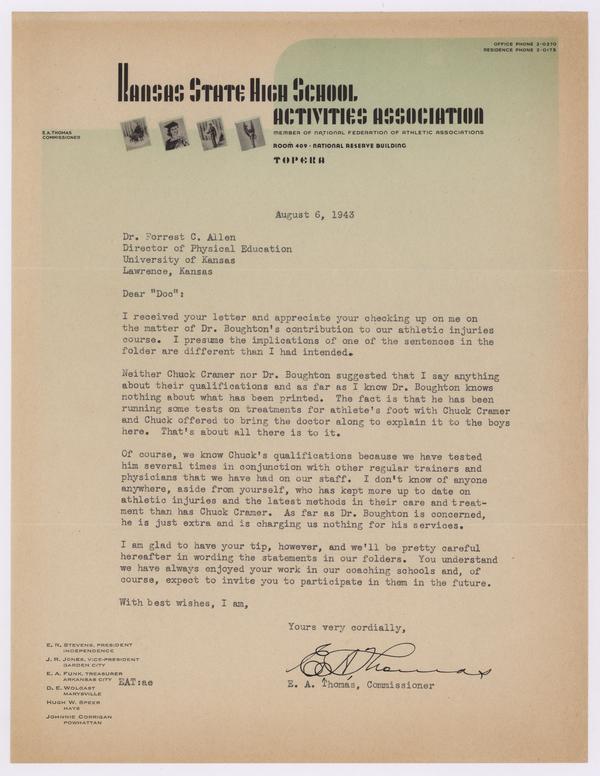 OFFICE PHONE 2-0270
RESIDENCE PHONE 2-0175
KANSAS STATE HIGH SCHOOL
ACTIVITIES ASSOCIATION
E. A. THOMAS
COMMISSIONER
MEMBER OF NATIONAL FEDERATION OF ATHLETIC ASSOCIATIONS
ROOM 409 · NATIONAL RESERVE BUILDING
TOPEKA
August 6, 1943
Dr. Forrest C. Allen
Director of Physical Education
University of Kansas
Lawrence, Kansas
Dear "Doc":
I received your letter and appreciate your checking up on me on
the matter of Dr. Boughton's contribution to our athletic injuries
course. I presume the implications of one of the sentences in the
folder are different than I had intended.
Neither Chuck Cramer nor Dr. Boughton suggested that I say anything
about their qualifications and as far as I know Dr. Boughton knows
nothing about what has been printed. The fact is that he has been
running some tests on treatments for athlete's foot with Chuck Cramer
and Chuck offered to bring the doctor along to explain it to the boys
here. That's about all there is to it.
Of course, we know Chuck's qualifications because we have tested
him several times in conjunction with other regular trainers and
physicians that we have had on our staff. I don't know of anyone
anywhere, aside from yourself, who has kept more up to date on
athletic injuries and the latest methods in their care and treat-
ment than has Chuck Cramer. As far as Dr. Boughton is concerned,
he is just extra and is charging us nothing for his services.
I am glad to have your tip, however, and we'll be pretty careful
hereafter in wording the statements in our folders. You understand
we have always enjoyed your work in our coaching schools and, of
course, expect to invite you to participate in them in the future.
With best wishes, I am,
Yours very cordially,
E A Thomas
E. A. Thomas, Commissioner
EAT:ae
E. R. STEVENS, PRESIDENT
INDEPENDENCE
J. R. JONES, VICE-PRESIDENT
GARDEN CITY
E. A. FUNK, TREASURER
ARKANSAS CITY
D. E. WOLGAST
MARYSVILLE
HUGH W. SPEER
HAYS
JOHNNIE CORRIGAN
POWHATTAN